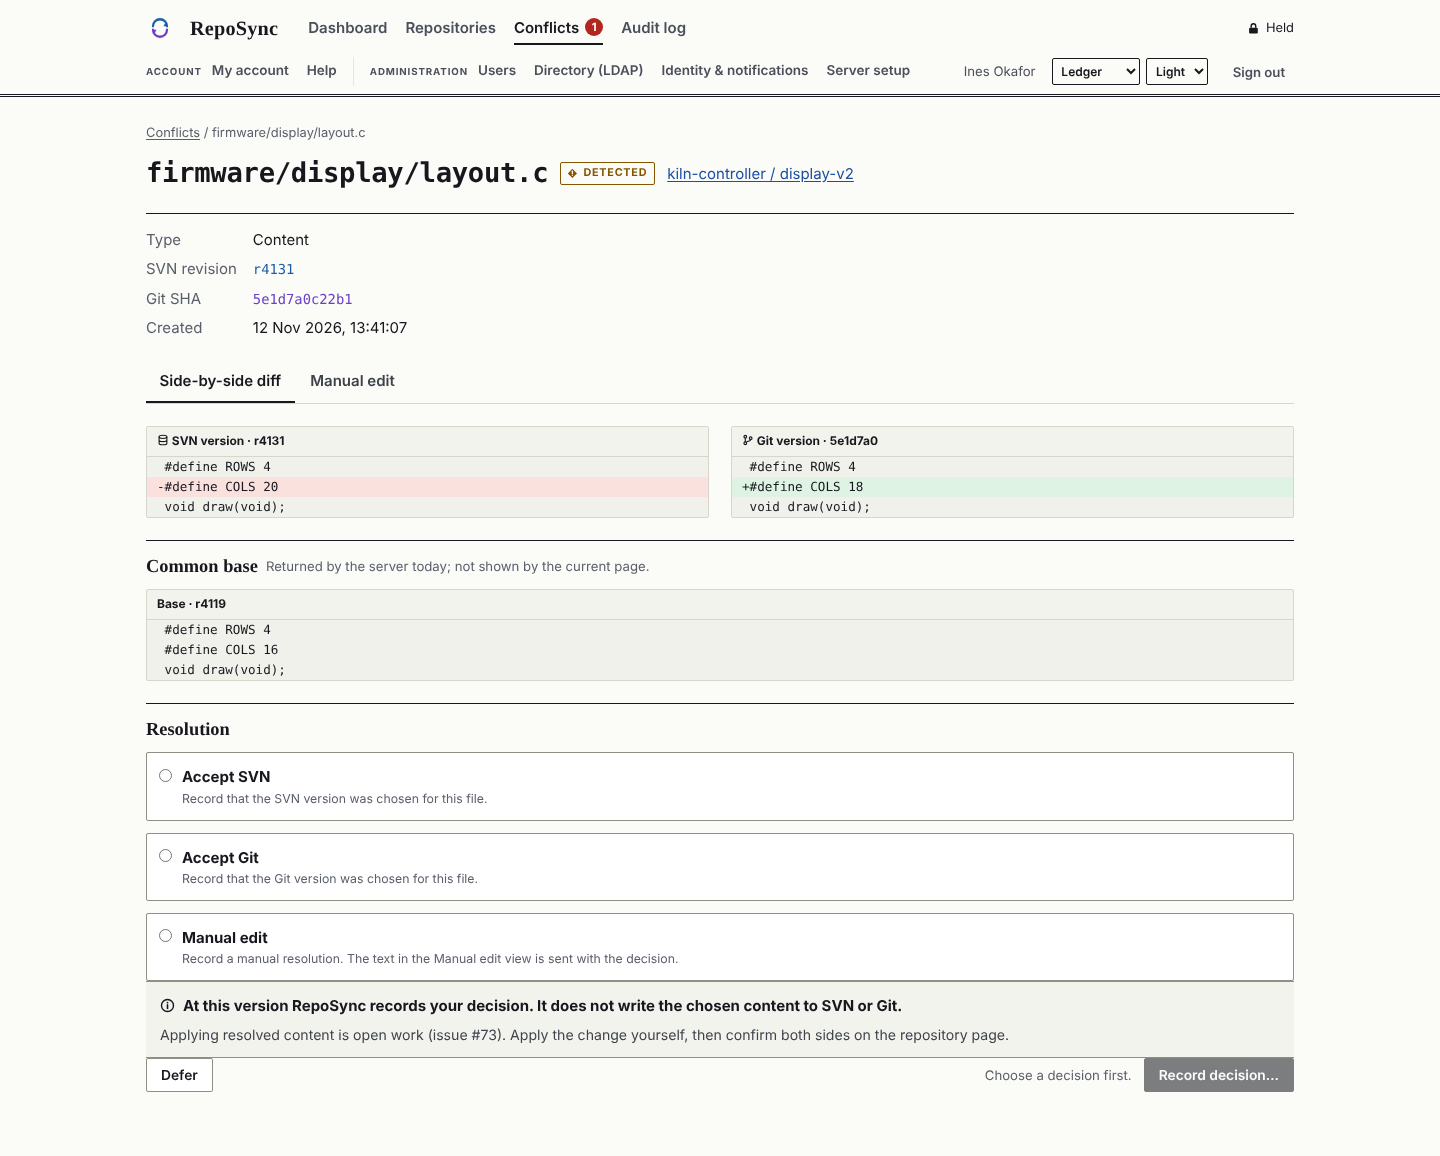 RepoSync Dashboard Repositories Conflicts 1 Audit log Held
ACCOUNT My account Help ADMINISTRATION Users Directory (LDAP) Identity & notifications Server setup Ines Okafor Ledger Light Sign out
Conflicts / firmware/display/layout.c
firmware/display/layout.c DETECTED kiln-controller / display-v2
Type Content
SVN revision r4131
Git SHA 5e1d7a0c22b1
Created 12 Nov 2026, 13:41:07
Side-by-side diff Manual edit
SVN version · r4131
#define ROWS 4
-#define COLS 20
void draw(void);
Git version · 5e1d7a0
#define ROWS 4
+#define COLS 18
void draw(void);
Common base Returned by the server today; not shown by the current page.
Base · r4119
#define ROWS 4
#define COLS 16
void draw(void);
Resolution
Accept SVN
Record that the SVN version was chosen for this file.
Accept Git
Record that the Git version was chosen for this file.
Manual edit
Record a manual resolution. The text in the Manual edit view is sent with the decision.
At this version RepoSync records your decision. It does not write the chosen content to SVN or Git.
Applying resolved content is open work (issue #73). Apply the change yourself, then confirm both sides on the repository page.
Defer Choose a decision first. Record decision…